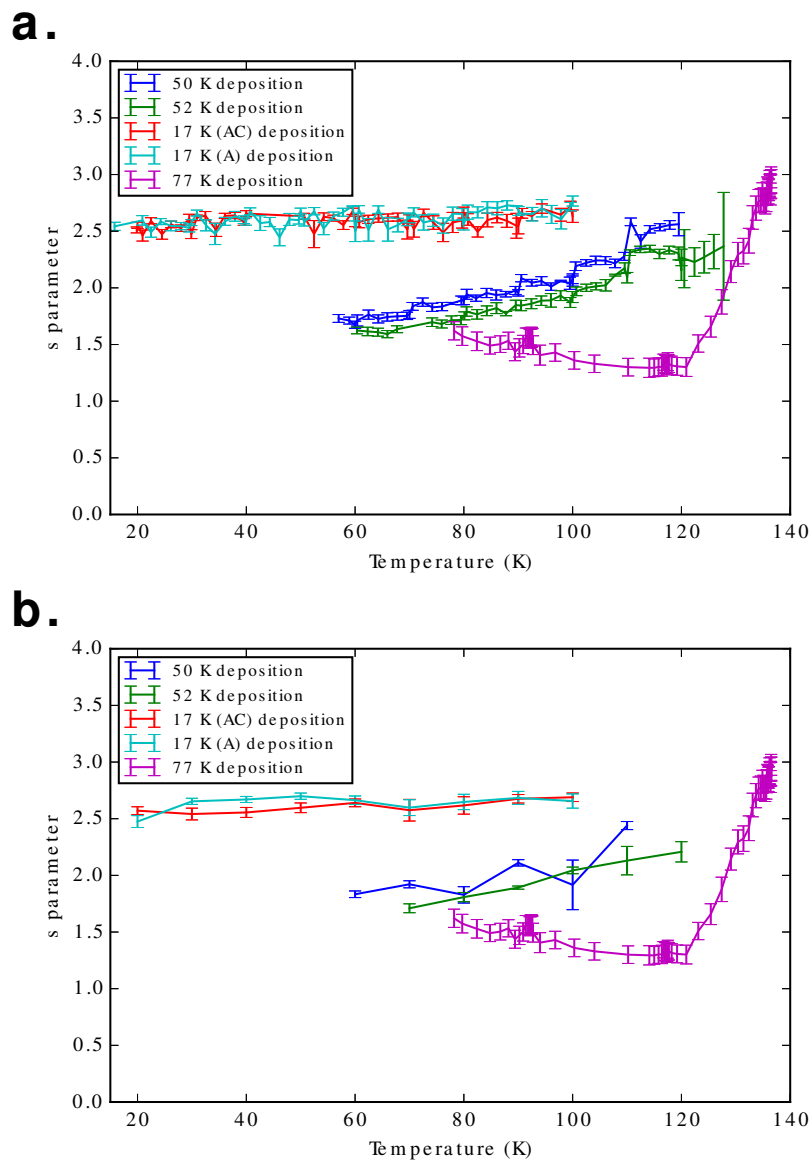 a.
4.0
3.5
3.0
2.5
2.0
1.5
1.0
0.5
0.0
s parameter
50 K deposition
52 K deposition
17 K (AC) deposition
17 K (A) deposition
77 K deposition
20 40 60 80 100 120 140
Temperature (K)
b.
4.0
3.5
3.0
2.5
2.0
1.5
1.0
0.5
0.0
s parameter
50 K deposition
52 K deposition
17 K (AC) deposition
17 K (A) deposition
77 K deposition
20 40 60 80 100 120 140
Temperature (K)